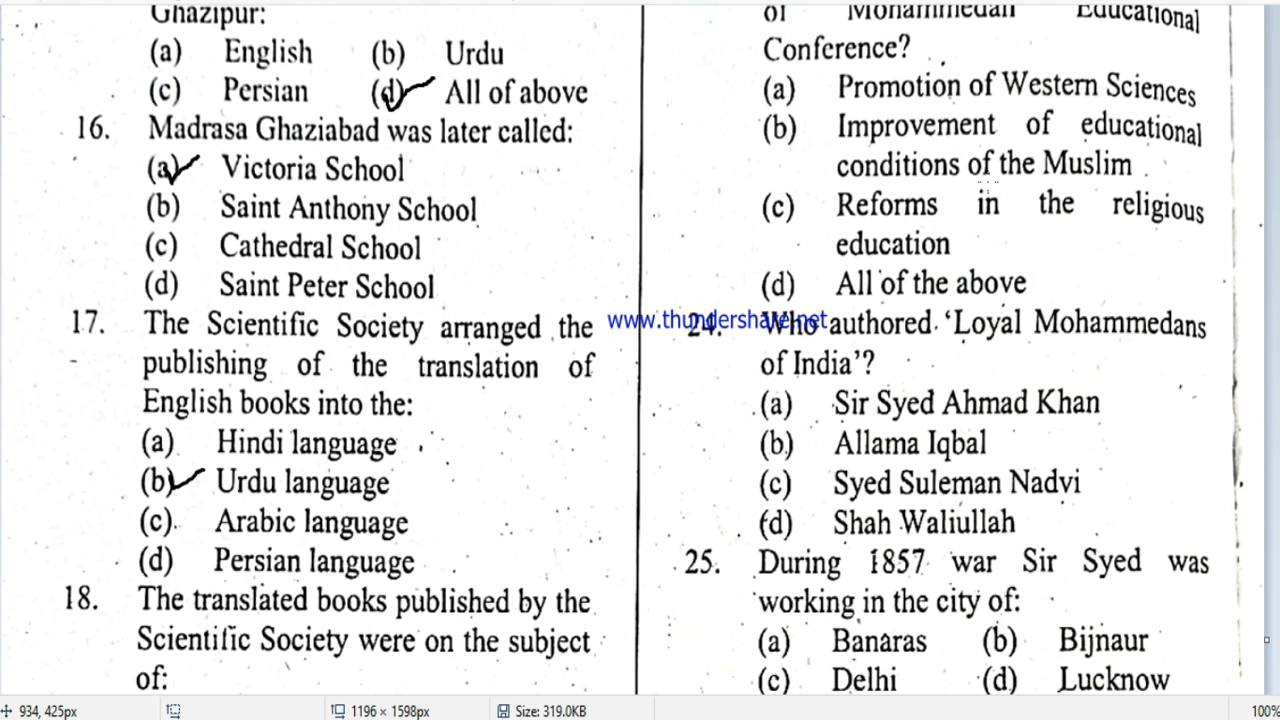 Ghazipur:
(a) English (b) Urdu
(c) Persian (d) All of above
16. Madrasa Ghaziabad was later called:
(a) Victoria School
(b) Saint Anthony School
(c) Cathedral School
(d) Saint Peter School
17. The Scientific Society arranged the
publishing of the translation of
English books into the:
(a) Hindi language
(b) Urdu language
(c) Arabic language
(d) Persian language
18. The translated books published by the
Scientific Society were on the subject
of:
of Mohammedan Educational
Conference?
(a) Promotion of Western Sciences
(b) Improvement of educational
conditions of the Muslim
(c) Reforms in the religious
education
(d) All of the above
www.thundershare.net
24. Who authored 'Loyal Mohammedans
of India'?
(a) Sir Syed Ahmad Khan
(b) Allama Iqbal
(c) Syed Suleman Nadvi
(d) Shah Waliullah
25. During 1857 war Sir Syed was
working in the city of:
(a) Banaras (b) Bijnaur
(c) Delhi (d) Lucknow
934, 425px 1196 × 1598px Size: 319.0KB 100%